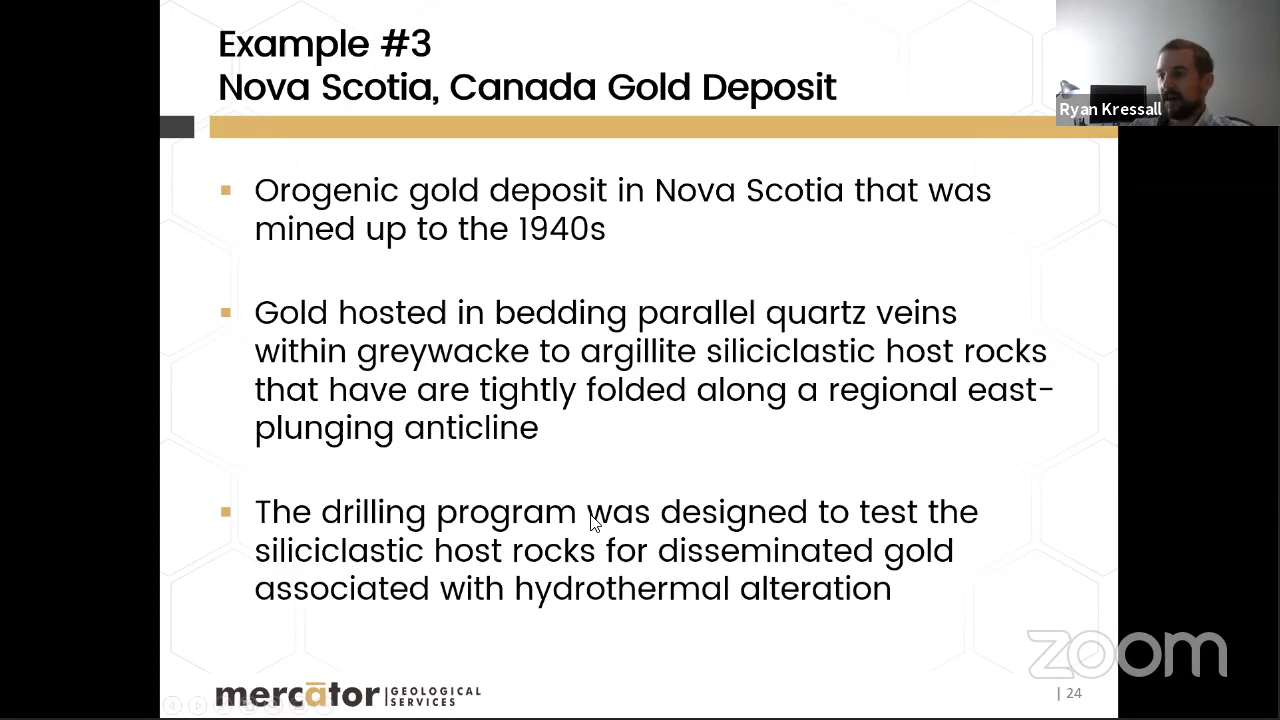 Example #3
Nova Scotia, Canada Gold Deposit
Ryan Kressall
▪ Orogenic gold deposit in Nova Scotia that was
mined up to the 1940s
▪ Gold hosted in bedding parallel quartz veins
within greywacke to argillite siliciclastic host rocks
that have are tightly folded along a regional east-
plunging anticline
▪ The drilling program was designed to test the
siliciclastic host rocks for disseminated gold
associated with hydrothermal alteration
zoom
mercātor | GEOLOGICAL
SERVICES
| 24